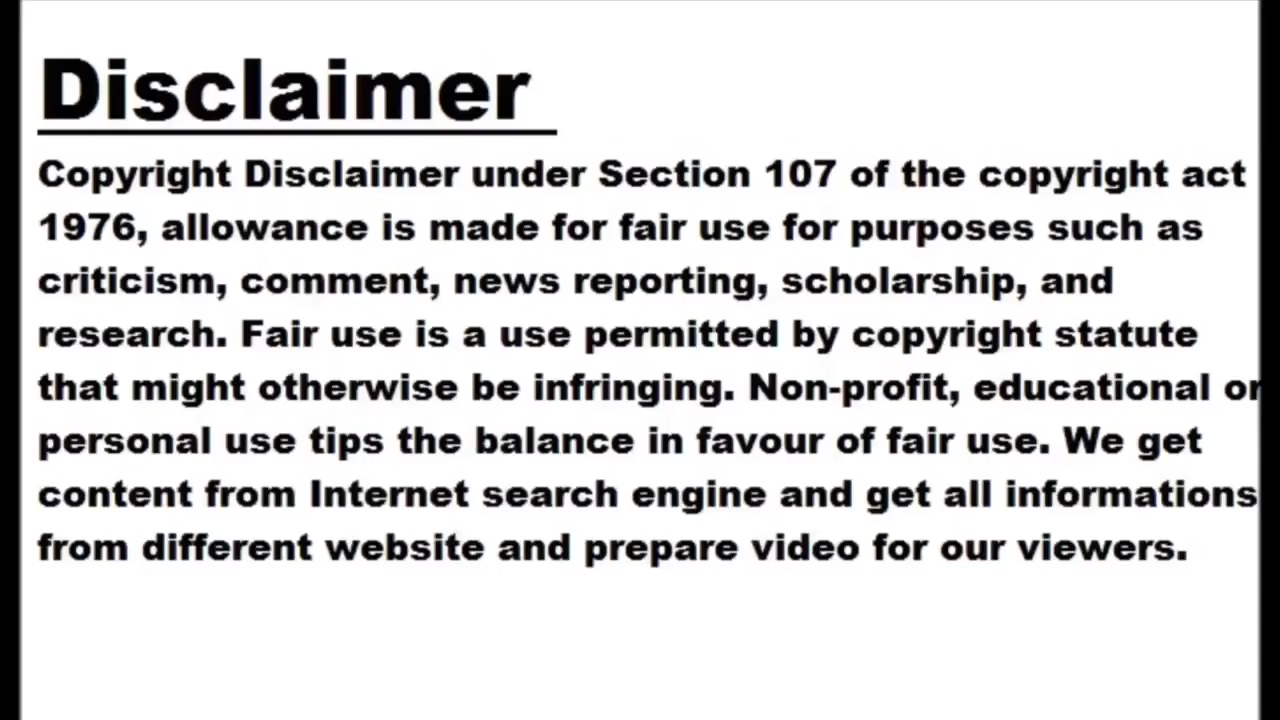 Disclaimer
Copyright Disclaimer under Section 107 of the copyright act
1976, allowance is made for fair use for purposes such as
criticism, comment, news reporting, scholarship, and
research. Fair use is a use permitted by copyright statute
that might otherwise be infringing. Non-profit, educational or
personal use tips the balance in favour of fair use. We get
content from Internet search engine and get all informations
from different website and prepare video for our viewers.